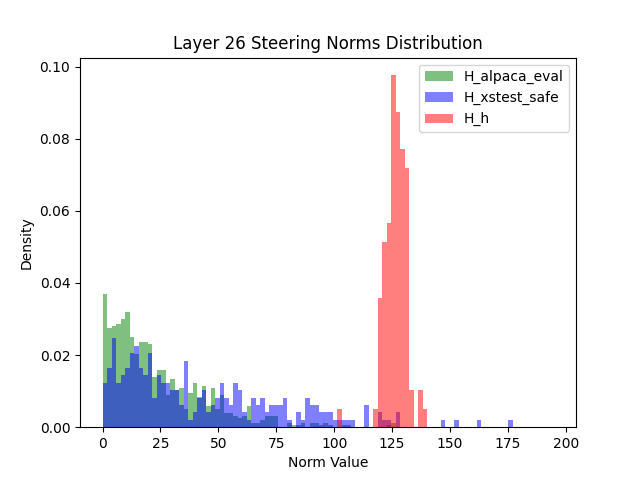 Layer 26 Steering Norms Distribution
H_alpaca_eval
H_xstest_safe
H_h
Density
0.10
0.08
0.06
0.04
0.02
0.00
0 25 50 75 100 125 150 175 200
Norm Value